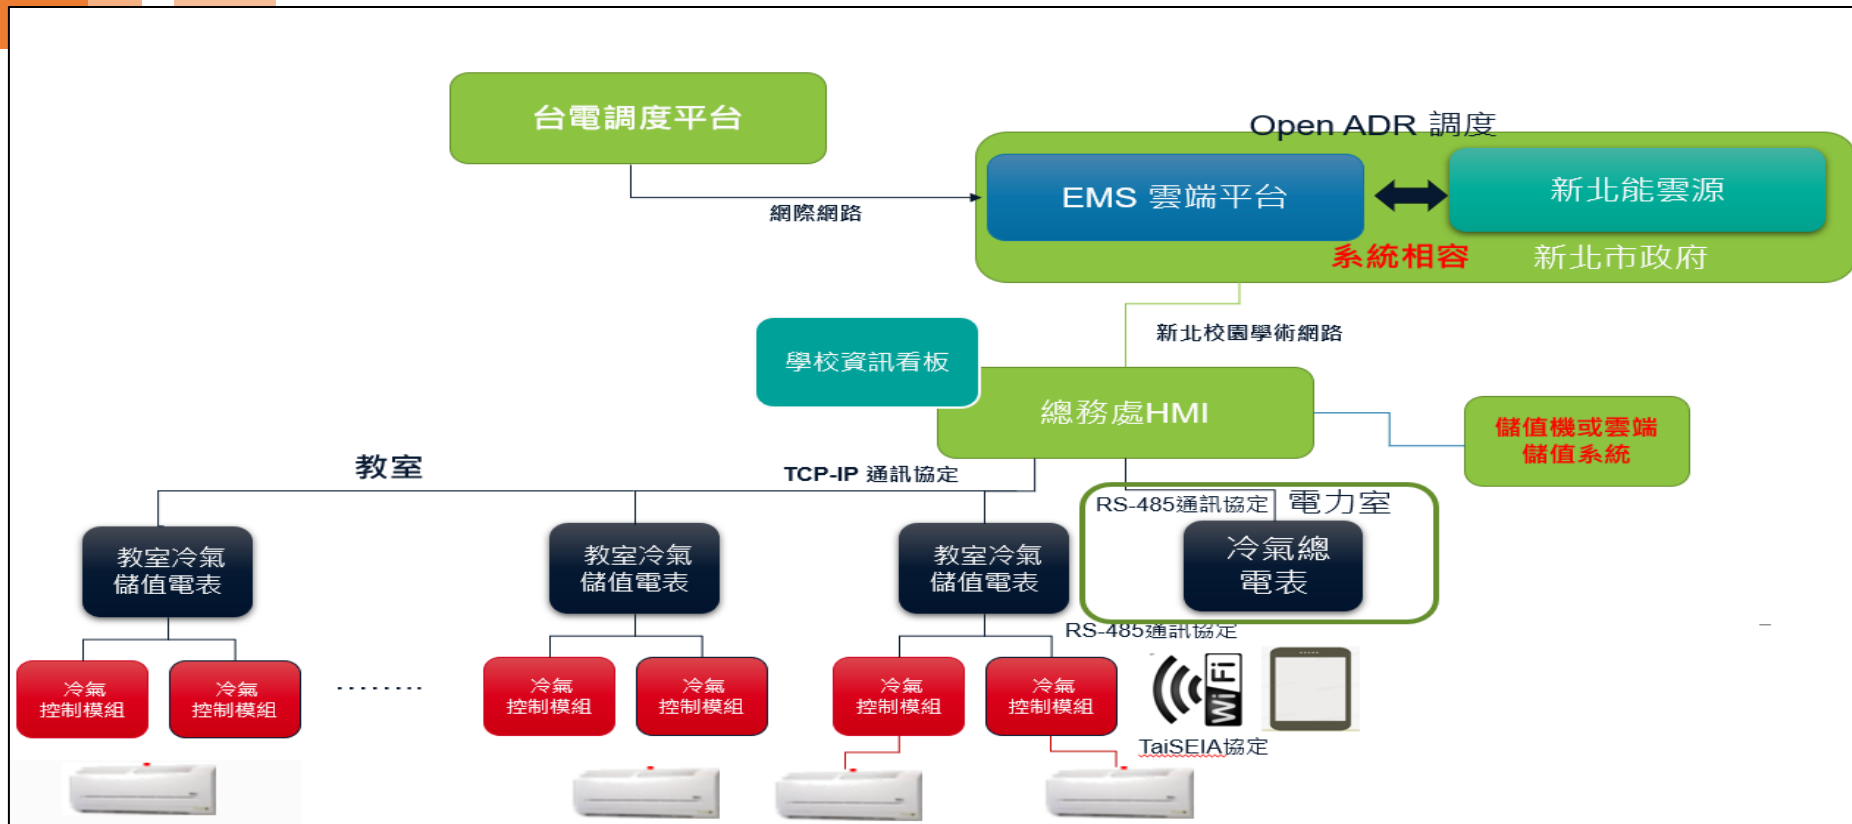 台電調度平台
Open ADR 調度
EMS 雲端平台
新北能雲源
網際網路
系統相容
新北市政府
新北校園學術網路
學校資訊看板
總務處HMI
儲值機或雲端
儲值系統
教室
TCP-IP 通訊協定
RS-485通訊協定
電力室
教室冷氣
儲值電表
教室冷氣
儲值電表
教室冷氣
儲值電表
冷氣總
電表
RS-485通訊協定
冷氣
控制模組
冷氣
控制模組
........
冷氣
控制模組
冷氣
控制模組
冷氣
控制模組
冷氣
控制模組
WiFi
TaiSEIA協定